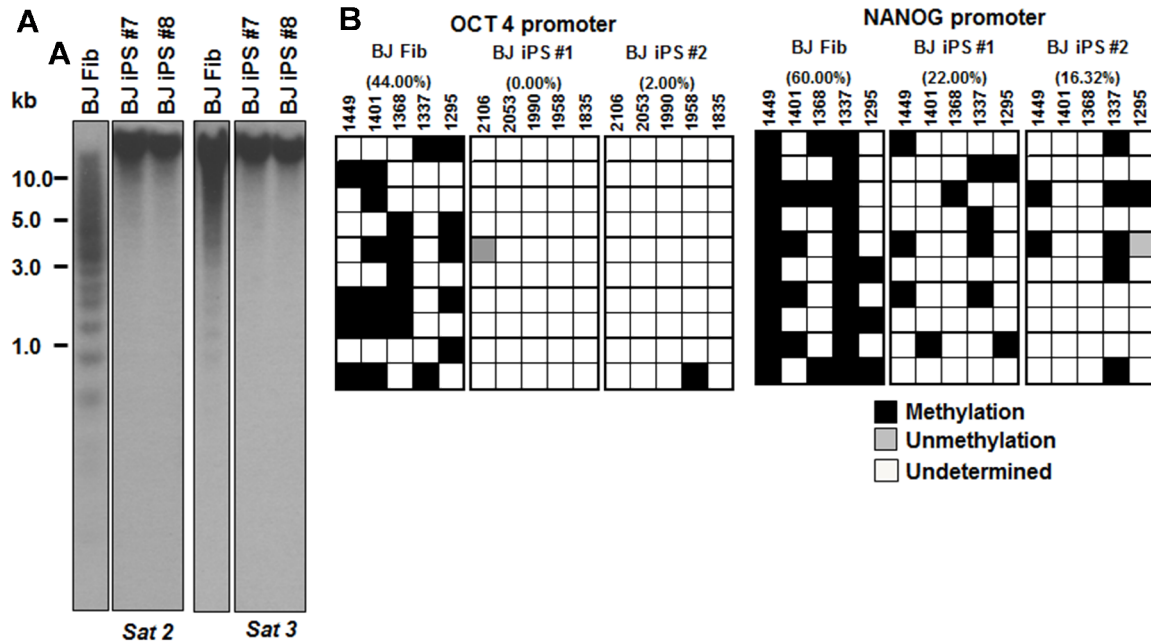 A
A
BJ Fib
BJ iPS #7
BJ iPS #8
BJ Fib
BJ iPS #7
BJ iPS #8
kb
10.0
5.0
3.0
1.0
Sat 2
Sat 3
B
OCT 4 promoter
BJ Fib
BJ iPS #1
BJ iPS #2
(44.00%)
(0.00%)
(2.00%)
1449 1401 1368 1337 1295
2106 2053 1990 1958 1835
2106 2053 1990 1958 1835
NANOG promoter
BJ Fib
BJ iPS #1
BJ iPS #2
(60.00%)
(22.00%)
(16.32%)
1449 1401 1368 1337 1295
1449 1401 1368 1337 1295
1449 1401 1368 1337 1295
Methylation
Unmethylation
Undetermined